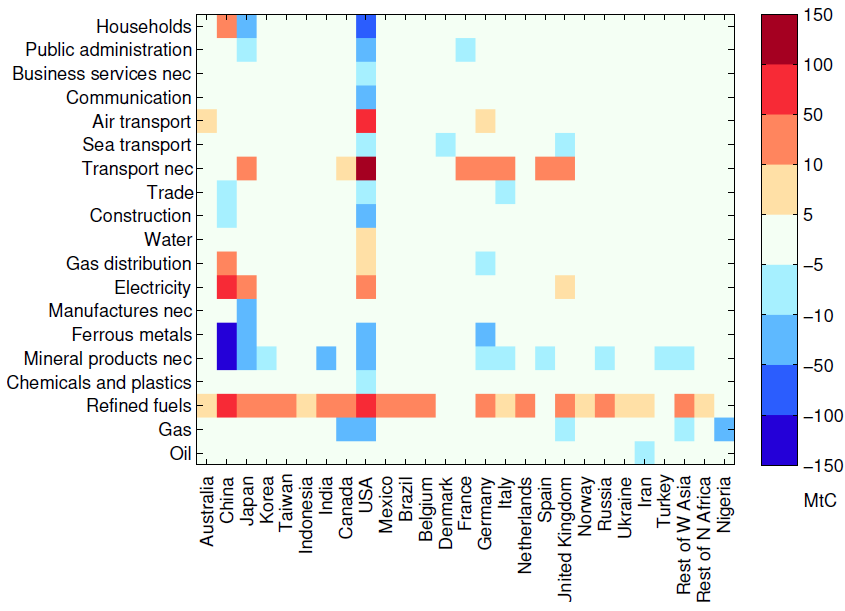 Households
Public administration
Business services nec
Communication
Air transport
Sea transport
Transport nec
Trade
Construction
Water
Gas distribution
Electricity
Manufactures nec
Ferrous metals
Mineral products nec
Chemicals and plastics
Refined fuels
Gas
Oil
Australia
China
Japan
Korea
Taiwan
Indonesia
India
Canada
USA
Mexico
Brazil
Belgium
Denmark
France
Germany
Italy
Netherlands
Spain
United Kingdom
Norway
Russia
Ukraine
Iran
Turkey
Rest of W Asia
Rest of N Africa
Nigeria
150
100
50
10
5
−5
−10
−50
−100
−150
MtC